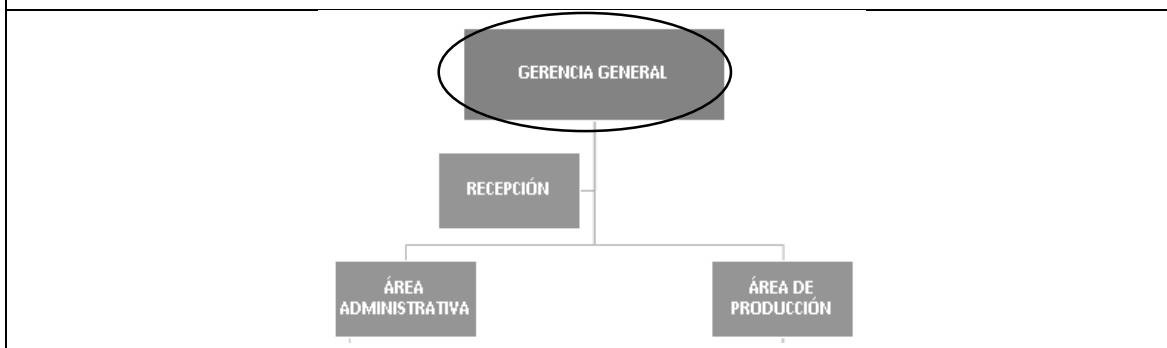 GERENCIA GENERAL
RECEPCIÓN
ÁREA
ADMINISTRATIVA
ÁREA DE
PRODUCCIÓN